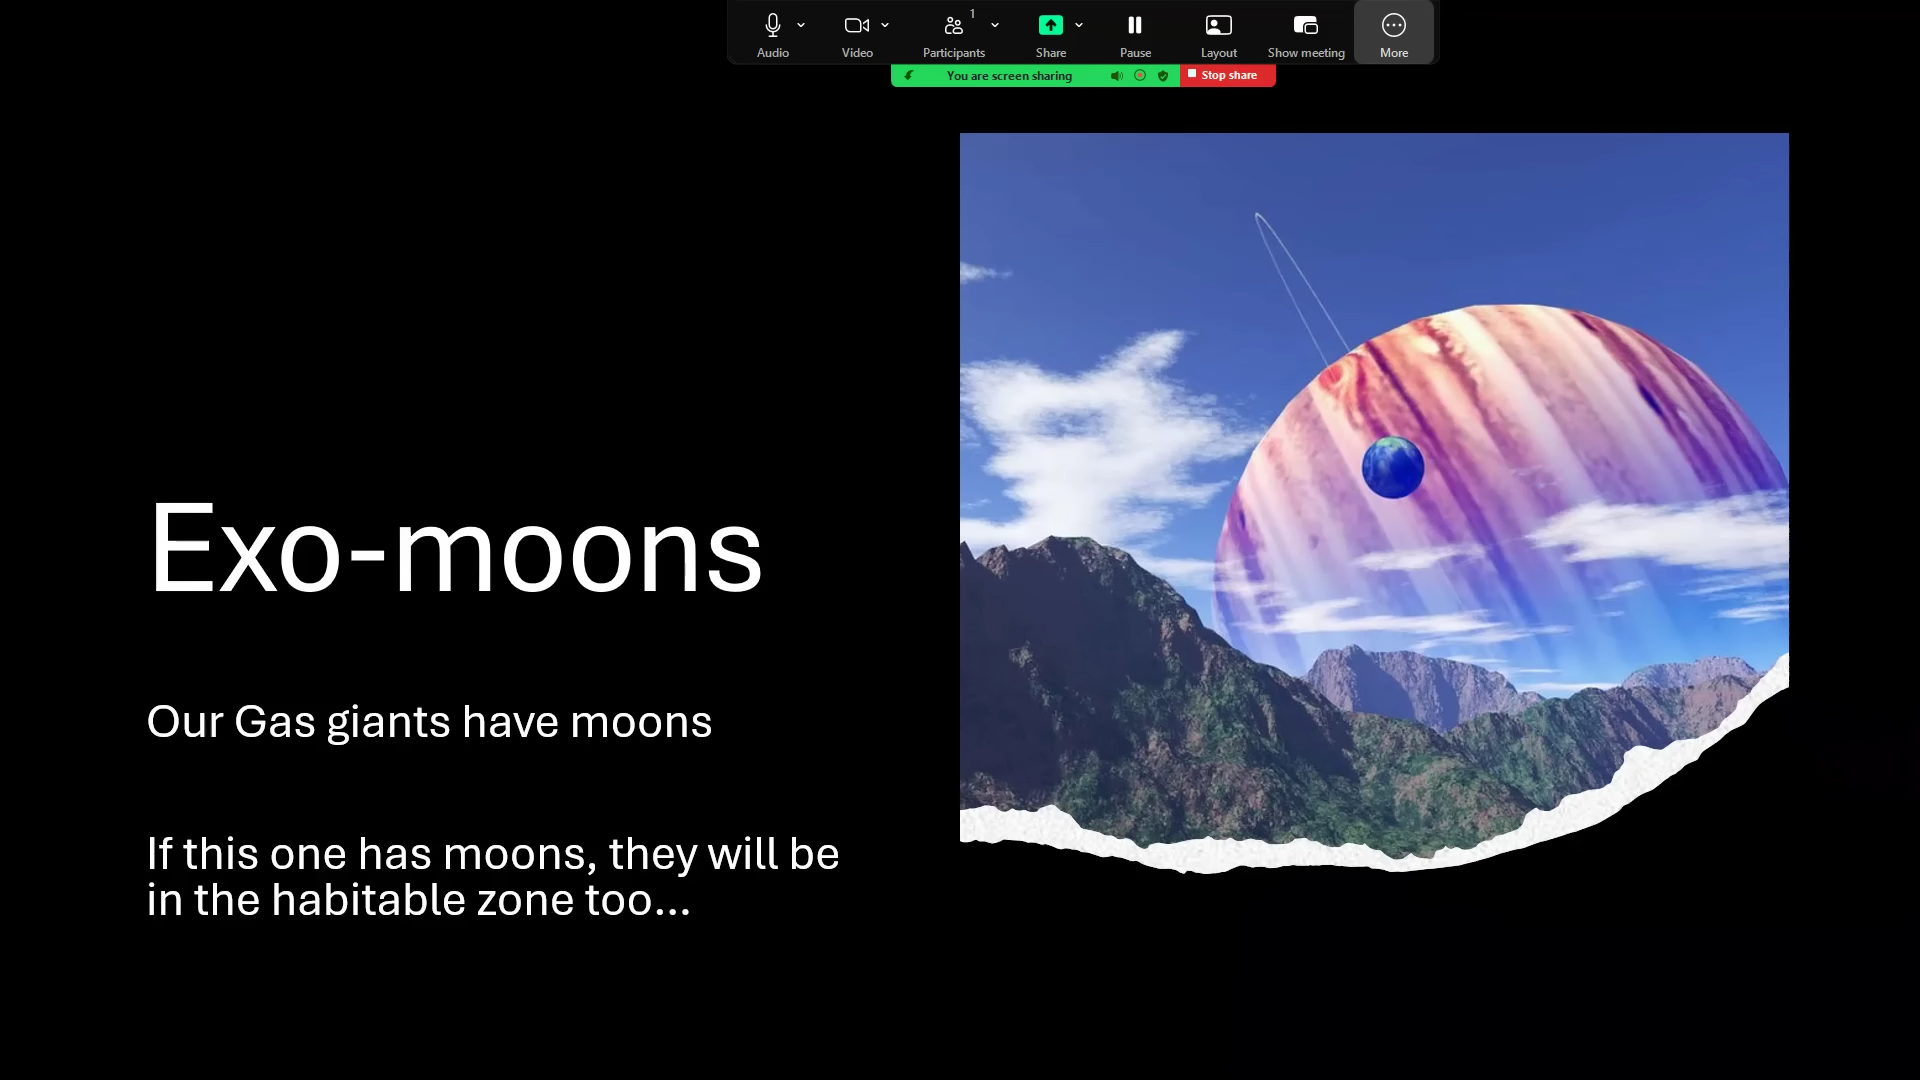 1
Audio
Video
Participants
Share
Pause
Layout
Show meeting
More
You are screen sharing
Stop share
Exo-moons
Our Gas giants have moons
If this one has moons, they will be
in the habitable zone too...